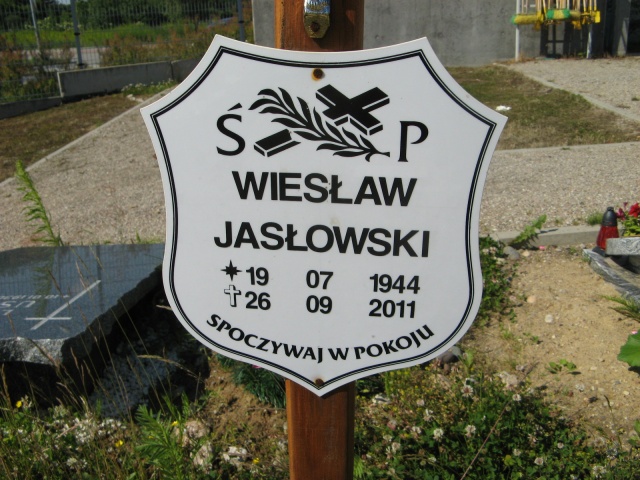 Ś P
WIESŁAW
JASŁOWSKI
19 07 1944
26 09 2011
SPOCZYWAJ W POKOJU